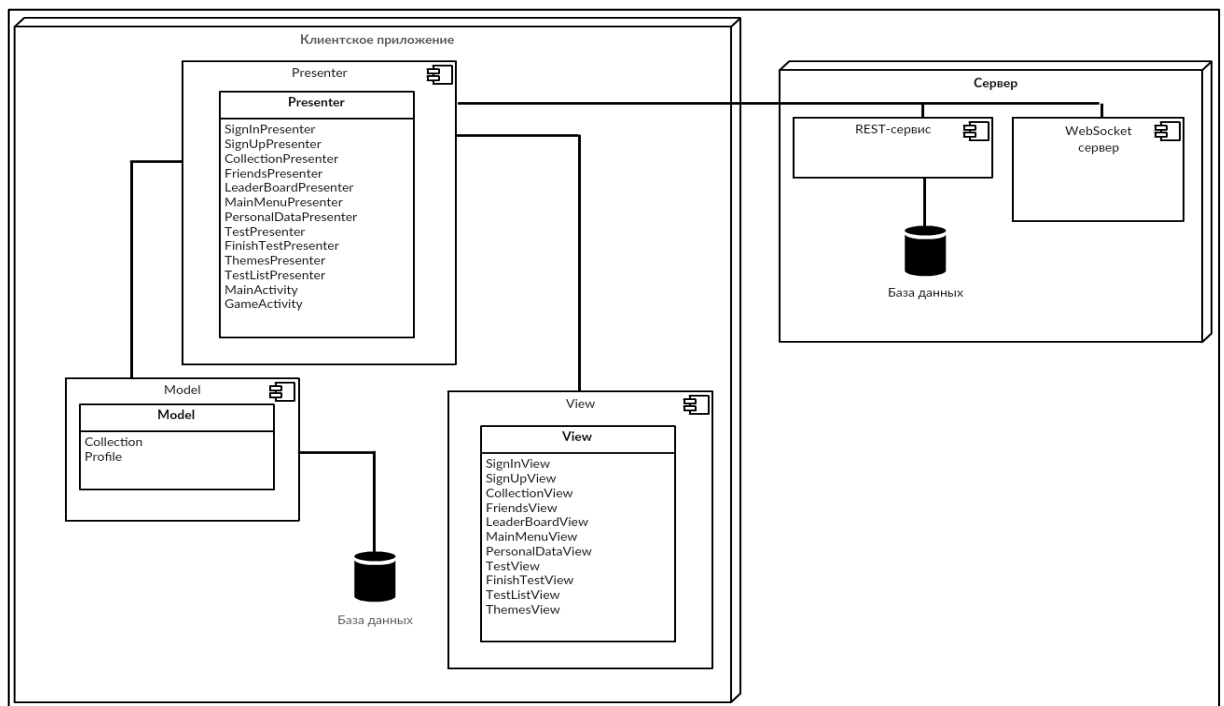 Клиентское приложение
Presenter
Presenter
SignInPresenter
SignUpPresenter
CollectionPresenter
FriendsPresenter
LeaderBoardPresenter
MainMenuPresenter
PersonalDataPresenter
TestPresenter
FinishTestPresenter
ThemesPresenter
TestListPresenter
MainActivity
GameActivity
Model
Model
Collection
Profile
База данных
View
View
SignInView
SignUpView
CollectionView
FriendsView
LeaderBoardView
MainMenuView
PersonalDataView
TestView
FinishTestView
TestListView
ThemesView
Сервер
REST-сервис
WebSocket
сервер
База данных